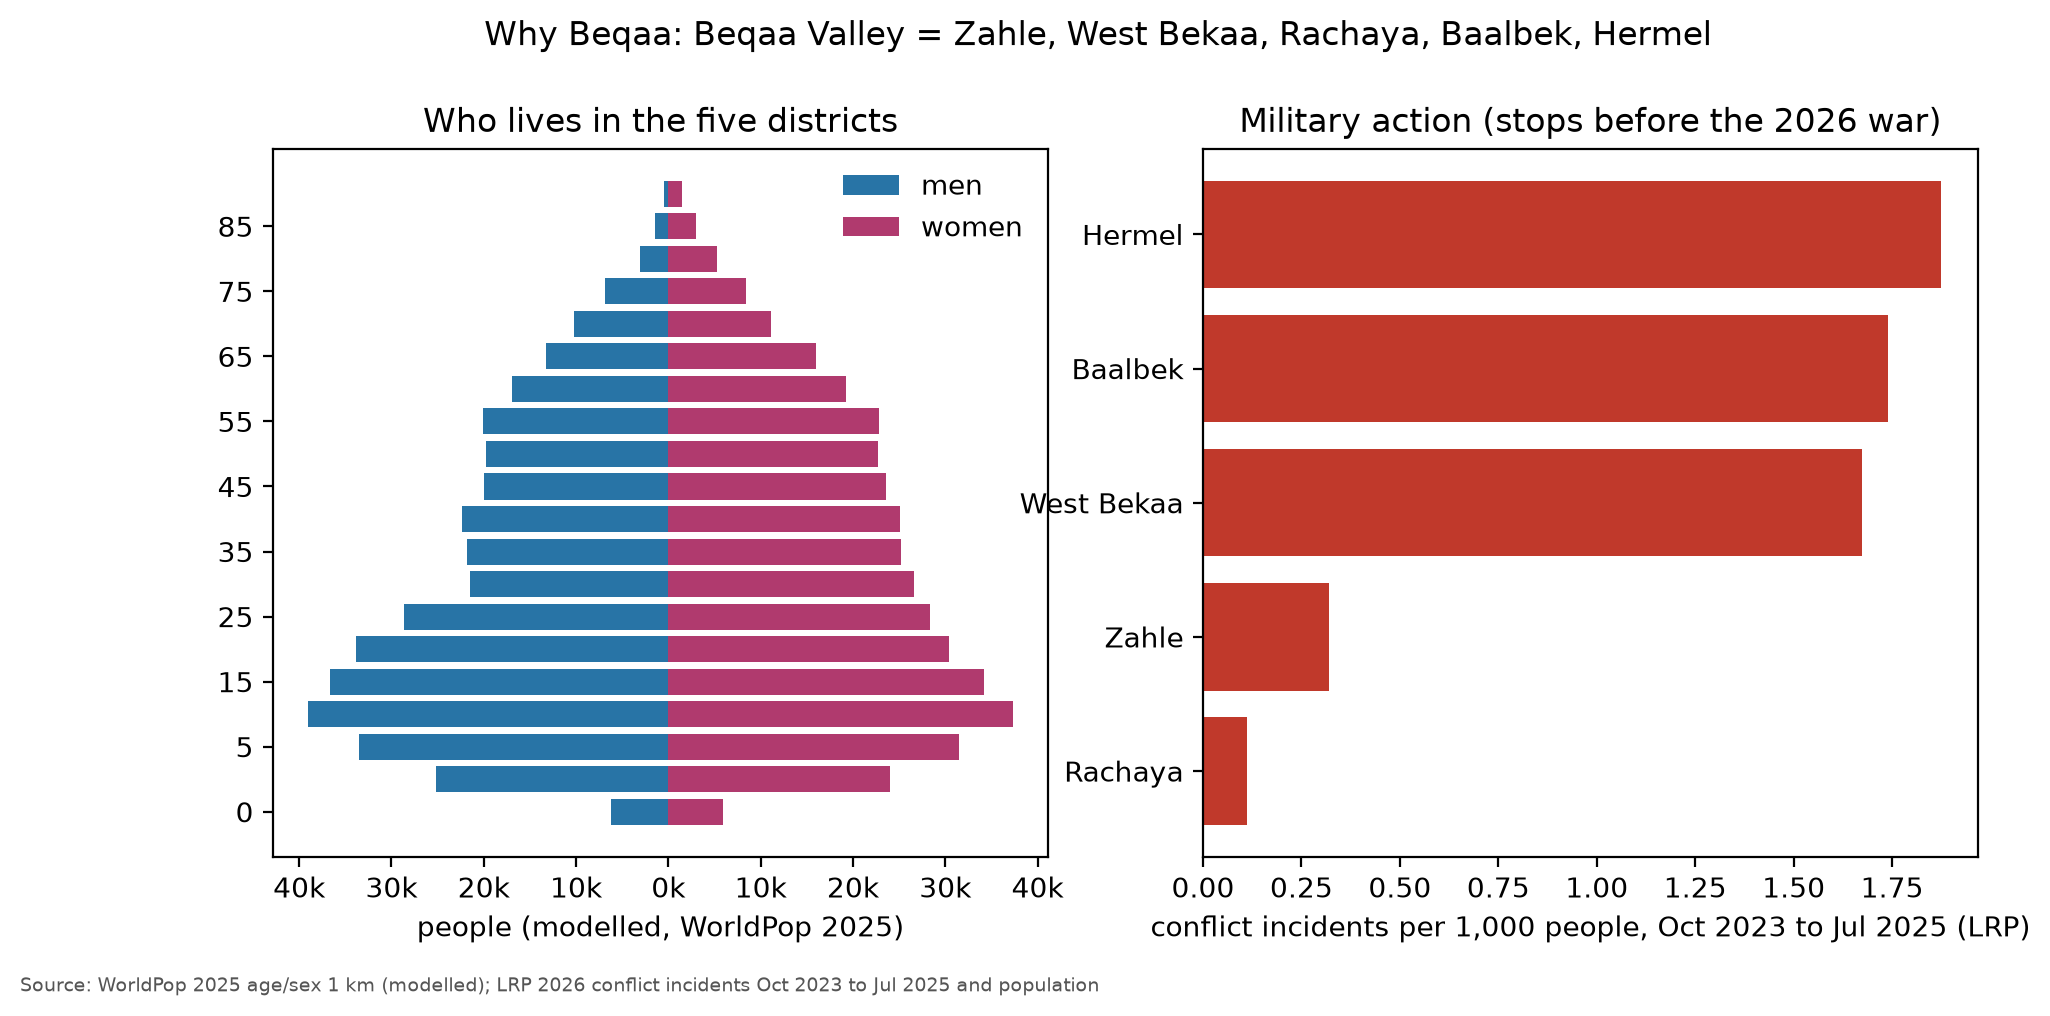 Why Beqaa: Beqaa Valley = Zahle, West Bekaa, Rachaya, Baalbek, Hermel
Who lives in the five districts
men
women
85
75
65
55
45
35
25
15
5
0
40k 30k 20k 10k 0k 10k 20k 30k 40k
people (modelled, WorldPop 2025)
Military action (stops before the 2026 war)
Hermel
Baalbek
West Bekaa
Zahle
Rachaya
0.00 0.25 0.50 0.75 1.00 1.25 1.50 1.75
conflict incidents per 1,000 people, Oct 2023 to Jul 2025 (LRP)
Source: WorldPop 2025 age/sex 1 km (modelled); LRP 2026 conflict incidents Oct 2023 to Jul 2025 and population